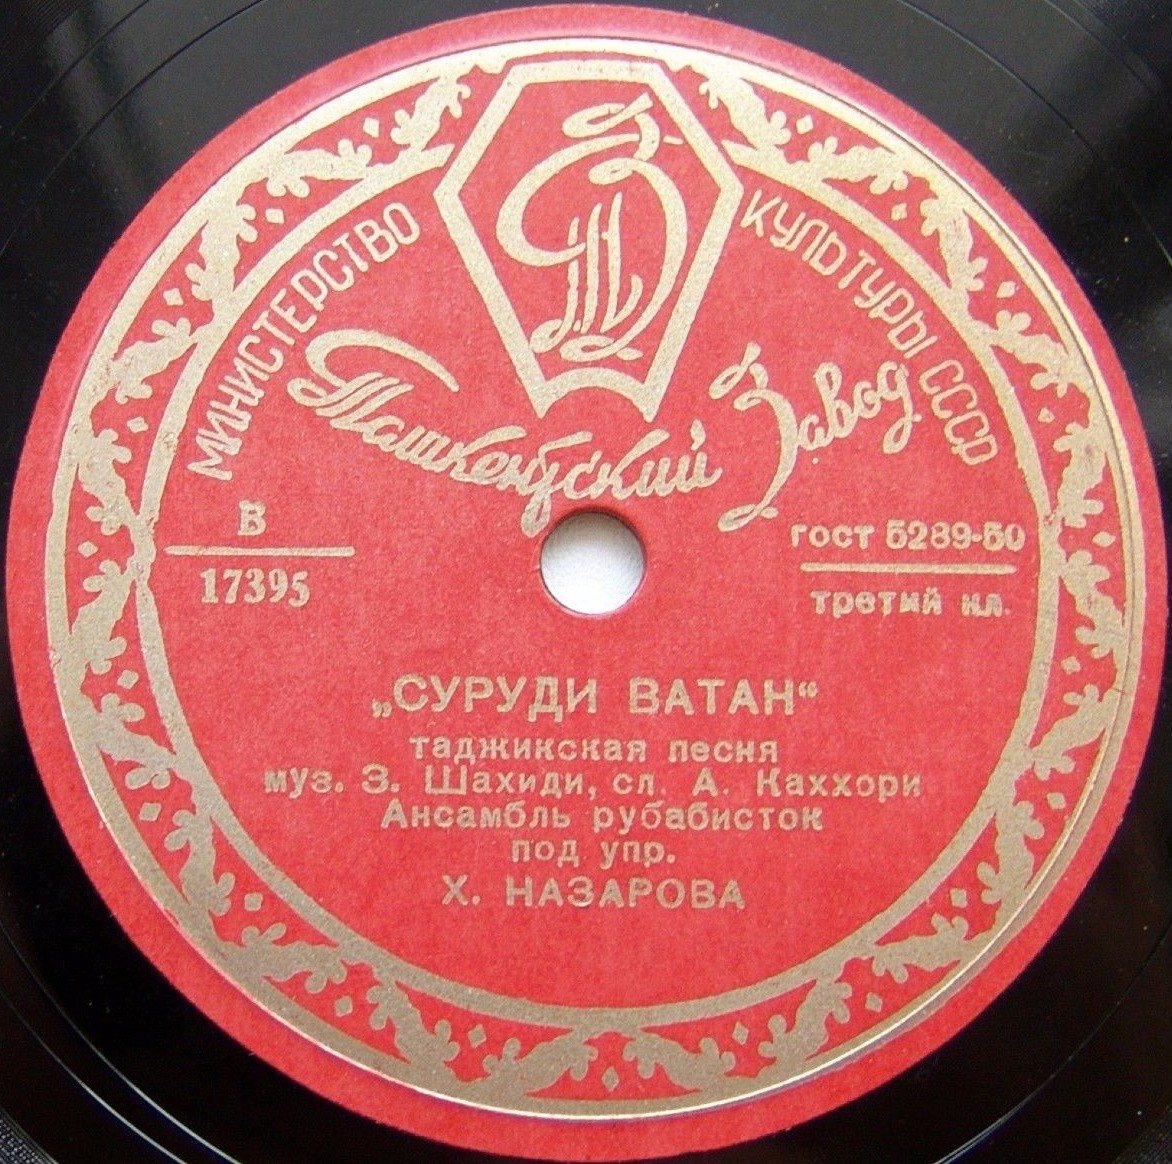 МИНИСТЕРСТВО КУЛЬТУРЫ СССР
Ташкентский Завод
В
17395
гост 5289-50
третий кл.
„СУРУДИ ВАТАН“
таджикская песня
муз. З. Шахиди, сл. А. Каххори
Ансамбль рубабисток
под упр.
Х. НАЗАРОВА